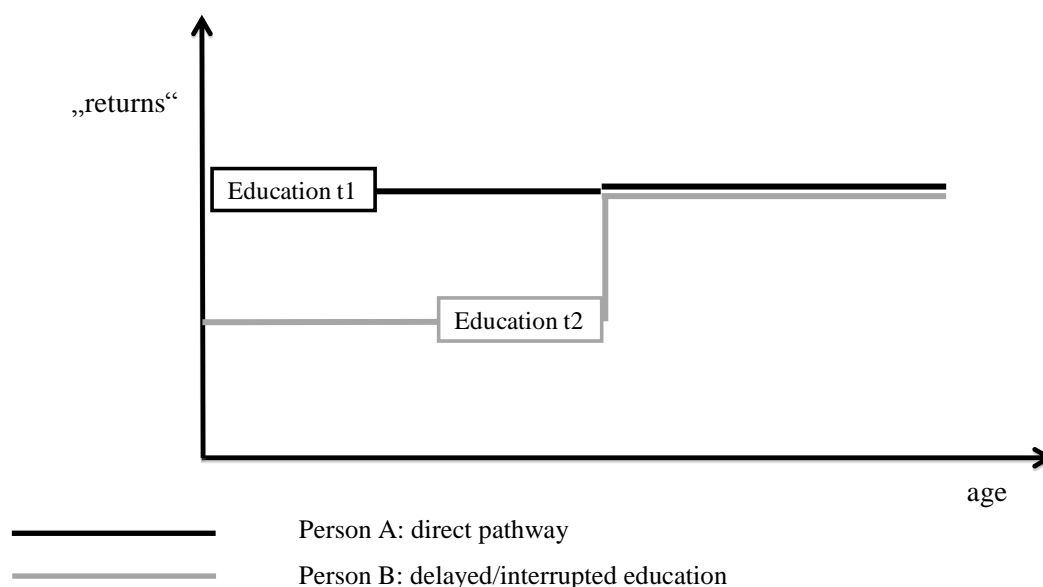 „returns“
Education t1
Education t2
age
Person A: direct pathway
Person B: delayed/interrupted education